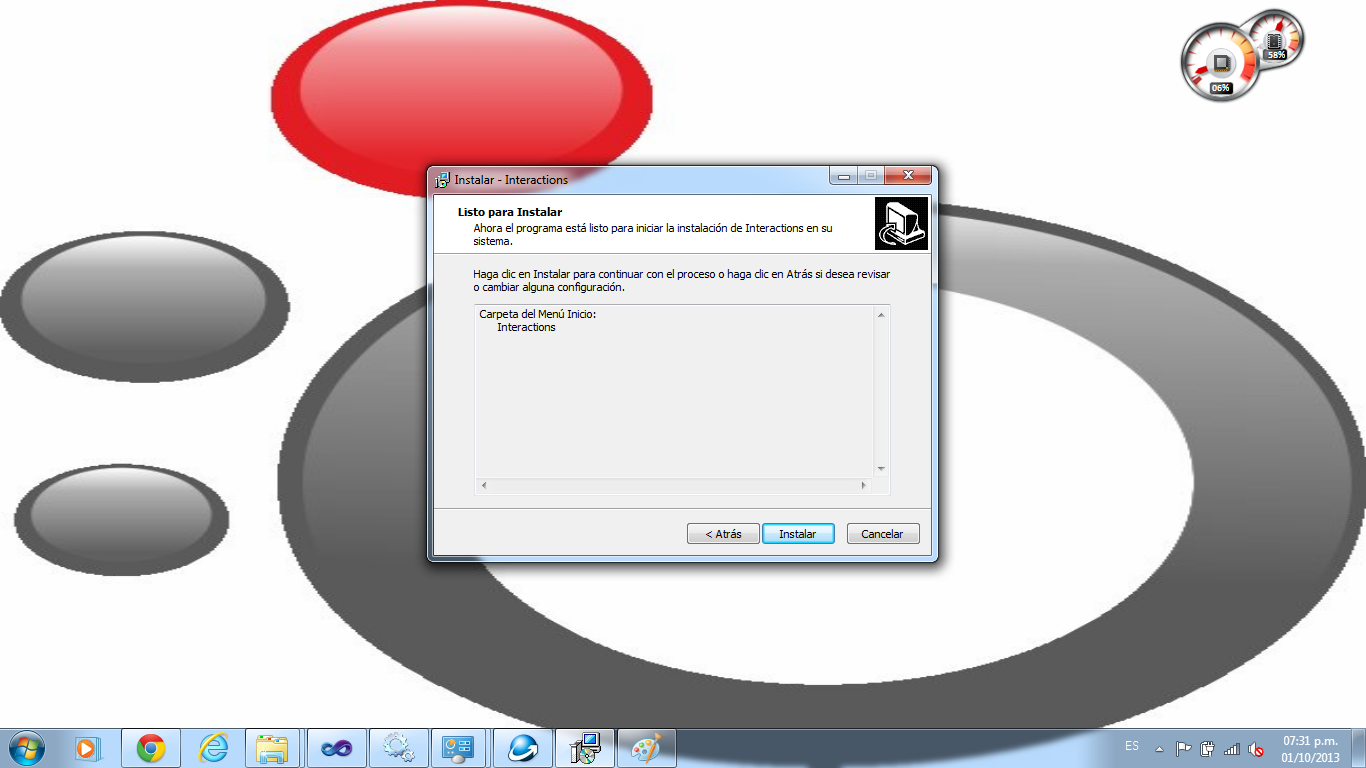 58%
06%
Instalar - Interactions
Listo para Instalar
Ahora el programa está listo para iniciar la instalación de Interactions en su
sistema.
Haga clic en Instalar para continuar con el proceso o haga clic en Atrás si desea revisar
o cambiar alguna configuración.
Carpeta del Menú Inicio:
Interactions
< Atrás
Instalar
Cancelar
ES
07:31 p.m.
01/10/2013